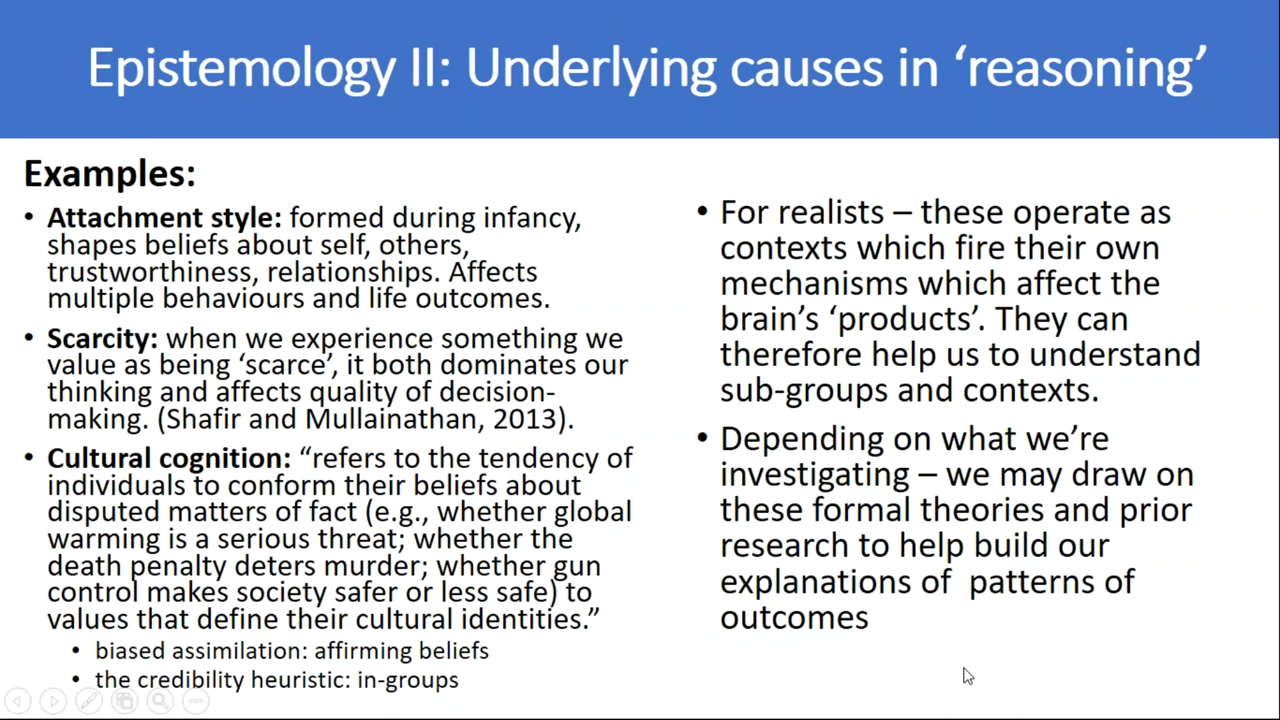 Epistemology II: Underlying causes in ‘reasoning’
Examples:
• Attachment style: formed during infancy,
shapes beliefs about self, others,
trustworthiness, relationships. Affects
multiple behaviours and life outcomes.
• Scarcity: when we experience something we
value as being ‘scarce’, it both dominates our
thinking and affects quality of decision-
making. (Shafir and Mullainathan, 2013).
• Cultural cognition: “refers to the tendency of
individuals to conform their beliefs about
disputed matters of fact (e.g., whether global
warming is a serious threat; whether the
death penalty deters murder; whether gun
control makes society safer or less safe) to
values that define their cultural identities.”
• biased assimilation: affirming beliefs
• the credibility heuristic: in-groups
• For realists – these operate as
contexts which fire their own
mechanisms which affect the
brain’s ‘products’. They can
therefore help us to understand
sub-groups and contexts.
• Depending on what we’re
investigating – we may draw on
these formal theories and prior
research to help build our
explanations of  patterns of
outcomes